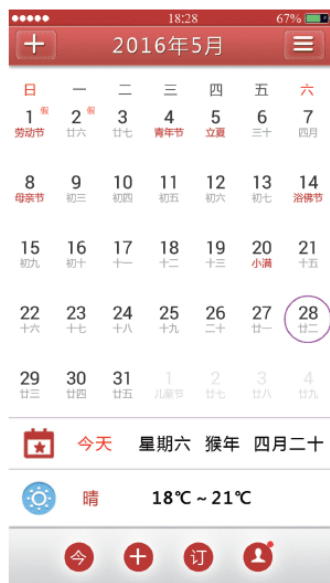 18:28 67%
2016年5月
日 一 二 三 四 五 六
1 假 2 假 3 4 5 6 7
劳动节 廿六 廿七 青年节 立夏 三十 四月
8 9 10 11 12 13 14
母亲节 初三 初四 初五 初六 初七 浴佛节
15 16 17 18 19 20 21
初九 初十 十一 十二 十三 小满 十五
22 23 24 25 26 27 28
十六 十七 十八 十九 二十 廿一 廿二
29 30 31 1 2 3 4
廿三 廿四 廿五 儿童节 廿七 廿八 廿九
今天 星期六 猴年 四月二十
晴 18℃ ~ 21℃
今 订